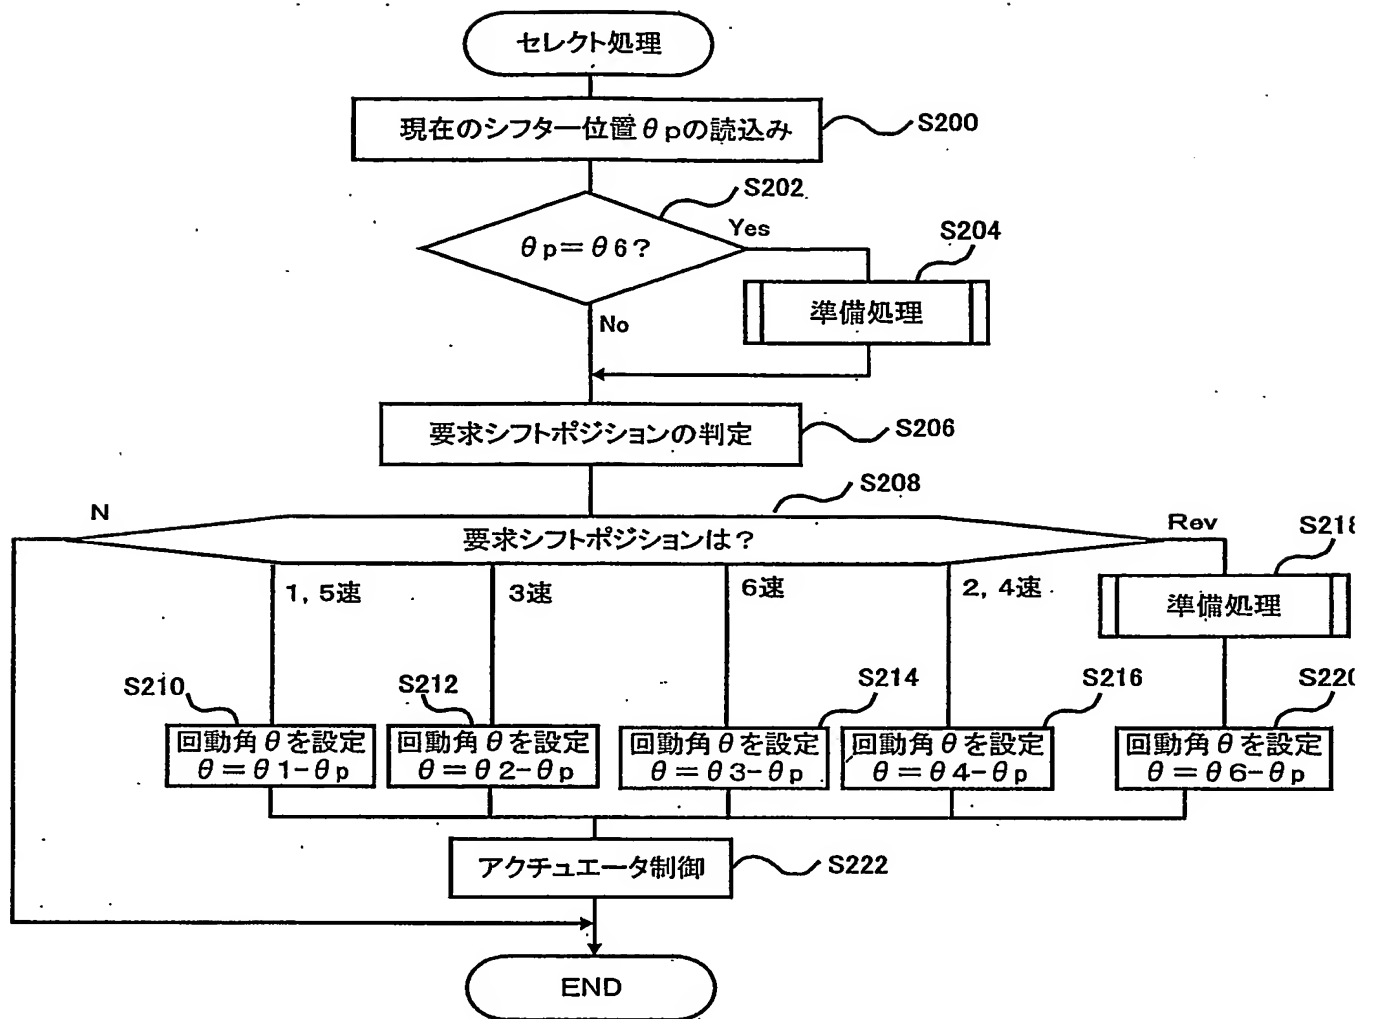 セレクト処理
現在のシフター位置θpの読込み
S200
S202
θp=θ6?
Yes
No
S204
準備処理
要求シフトポジションの判定
S206
S208
N
要求シフトポジションは?
Rev
S218
1, 5速
3速
6速
2, 4速
準備処理
S210
S212
S214
S216
S220
回動角θを設定
θ=θ1-θp
回動角θを設定
θ=θ2-θp
回動角θを設定
θ=θ3-θp
回動角θを設定
θ=θ4-θp
回動角θを設定
θ=θ6-θp
アクチュエータ制御
S222
END